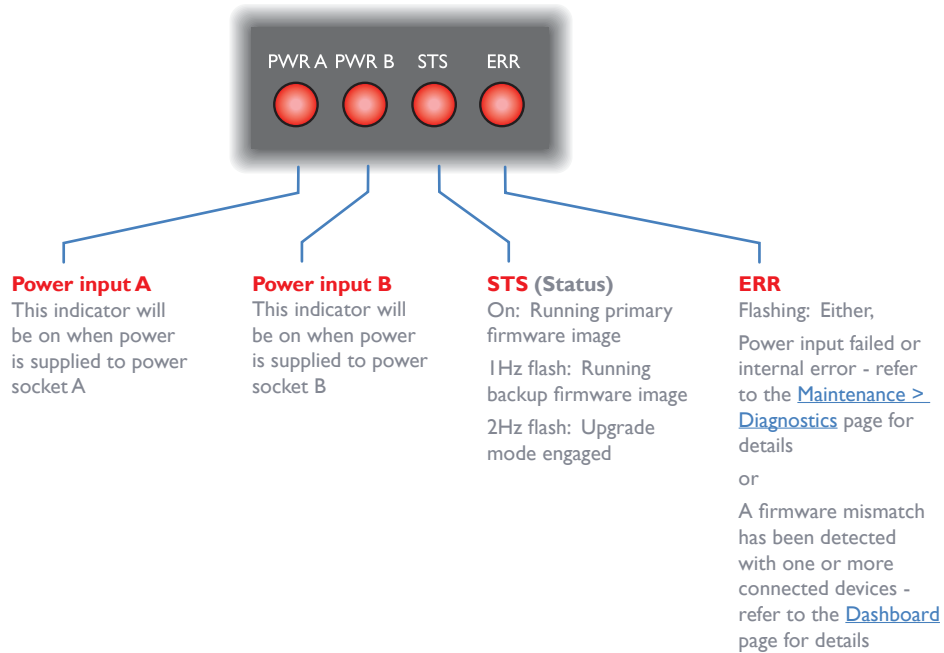 PWR A PWR B STS ERR
Power input A
This indicator will
be on when power
is supplied to power
socket A
Power input B
This indicator will
be on when power
is supplied to power
socket B
STS (Status)
On: Running primary
firmware image
1Hz flash: Running
backup firmware image
2Hz flash: Upgrade
mode engaged
ERR
Flashing: Either,
Power input failed or
internal error - refer
to the Maintenance >
Diagnostics page for
details
or
A firmware mismatch
has been detected
with one or more
connected devices -
refer to the Dashboard
page for details